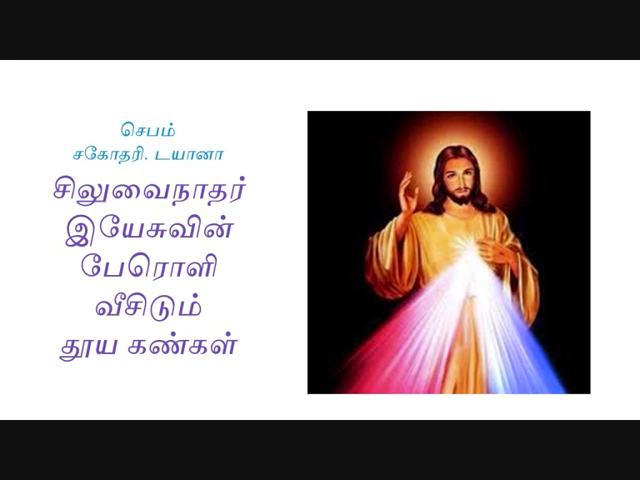 செபம்
சகோதரி. டயானா
சிலுவைநாதர்
இயேசுவின்
பேரொளி
வீசிடும்
தூய கண்கள்